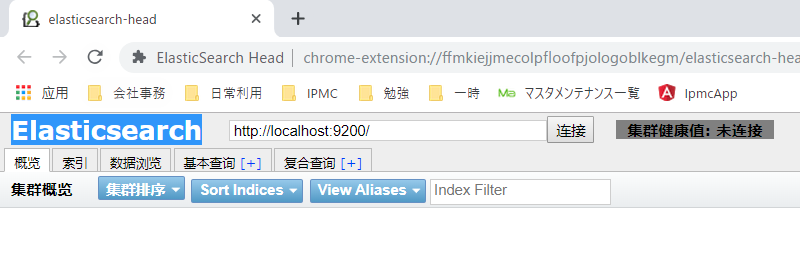 elasticsearch-head
ElasticSearch Head | chrome-extension://ffmkiejjmecolpfloofpjologoblkegm/elasticsearch-hea
应用 会社事務 日常利用 IPMC 勉強 一時 マスタメンテナンス一覧 IpmcApp
Elasticsearch http://localhost:9200/ 连接 集群健康值: 未连接
概览 索引 数据浏览 基本查询 [+] 复合查询 [+]
集群概览 集群排序 Sort Indices View Aliases Index Filter